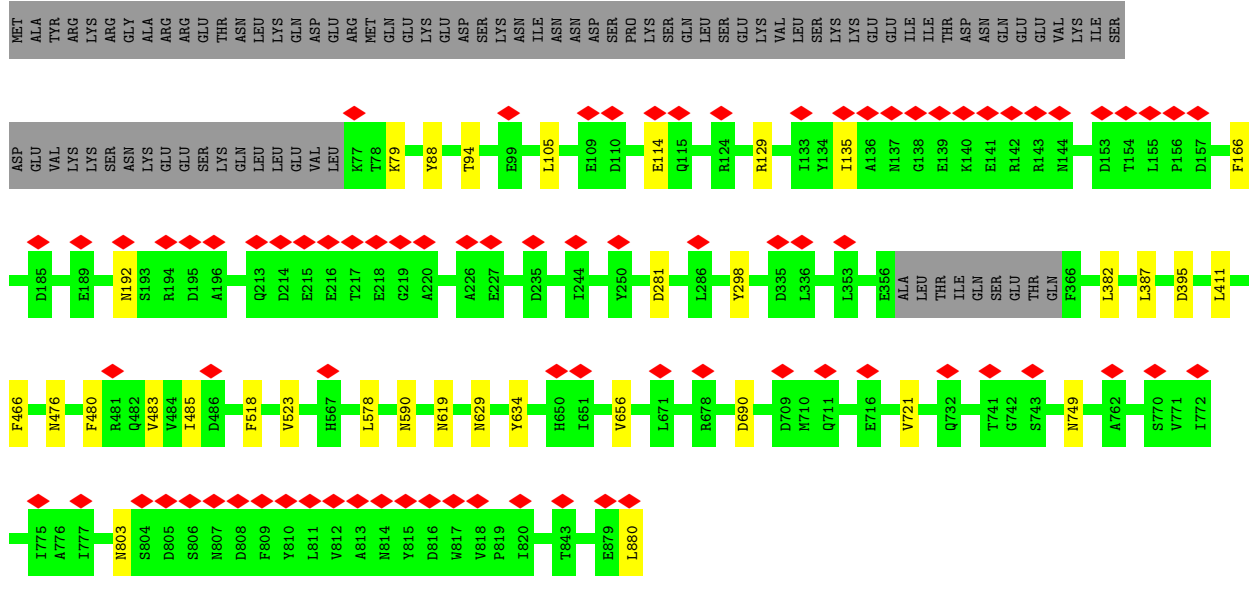 MET ALA TYR ARG LYS ARG GLY ALA ARG ARG GLU THR ASN LEU LYS GLN ASP GLU ARG MET GLN GLU LYS GLU ASP SER LYS ASN ILE ASN ASN ASP SER PRO LYS SER GLN LEU SER GLU LYS VAL LEU SER LYS LYS GLU GLU ILE ILE THR ASP ASN GLN GLU GLU VAL LYS ILE SER
ASP GLU VAL LYS LYS SER ASN LYS GLU GLU SER LYS GLN LEU LEU GLU VAL LEU K77 T78 K79 Y88 T94 E99 L105 E109 D110 E114 Q115 R124 R129 I133 Y134 I135 A136 N137 G138 E139 K140 E141 R142 R143 N144 D153 T154 L155 P156 D157 F166
D185 E189 N192 S193 R194 D195 A196 Q213 D214 E215 E216 T217 E218 G219 A220 A226 E227 D235 I244 Y250 D281 L286 Y298 D335 L336 L353 E356 ALA LEU THR ILE GLN SER GLU THR GLN F366 L382 L387 D395 L411
F466 N476 F480 R481 Q482 V483 V484 I485 D486 F518 V523 H567 L578 N590 N619 N629 Y634 H650 I651 V656 L671 R678 D690 D709 M710 Q711 E716 V721 Q732 T741 G742 S743 N749 A762 S770 V771 I772
I775 A776 I777 N803 S804 D805 S806 N807 D808 F809 Y810 L811 V812 A813 N814 Y815 D816 W817 V818 P819 I820 T843 E879 L880